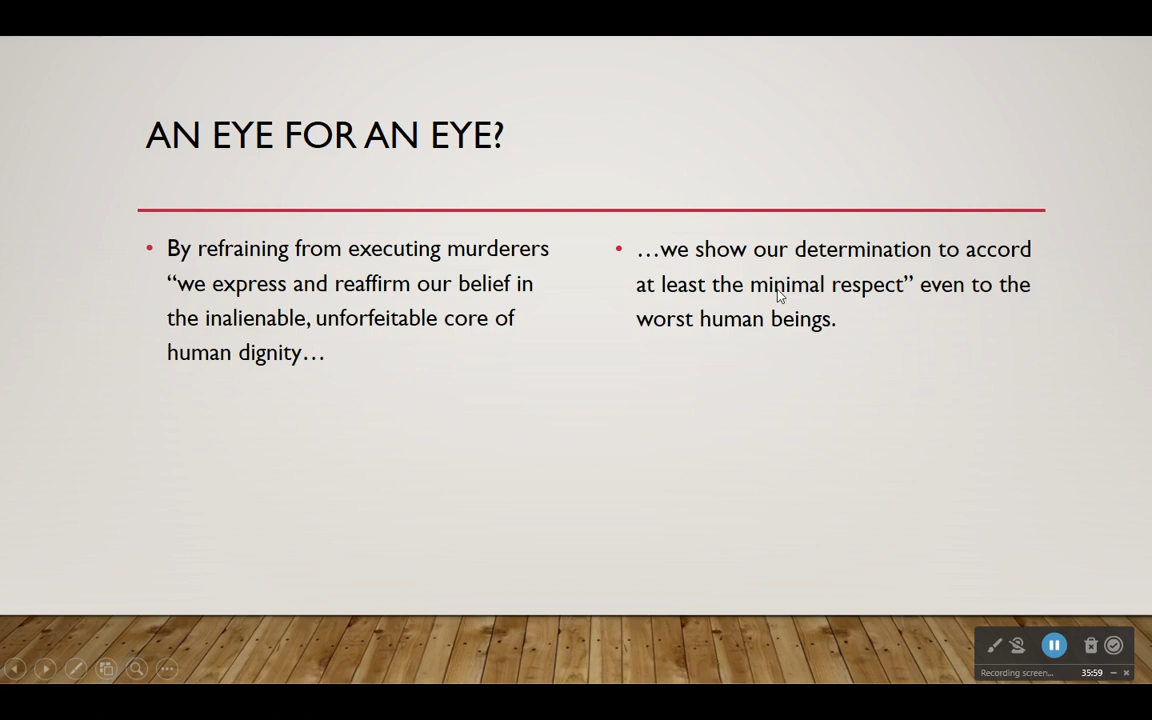 AN EYE FOR AN EYE?
• By refraining from executing murderers
“we express and reaffirm our belief in
the inalienable, unforfeitable core of
human dignity…
• …we show our determination to accord
at least the minimal respect” even to the
worst human beings.
Recording screen... 35:59